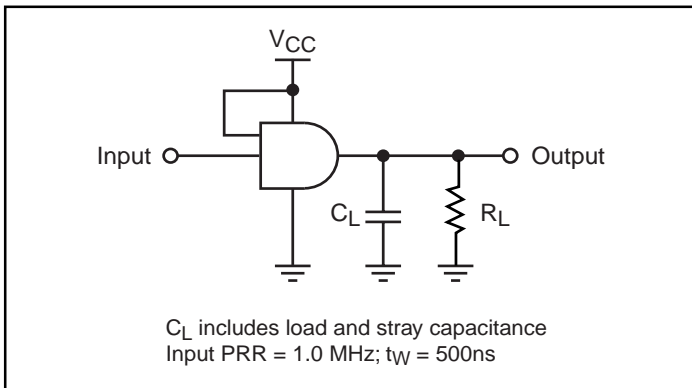 VCC
Input
Output
CL
RL
CL includes load and stray capacitance
Input PRR = 1.0 MHz; tW = 500ns